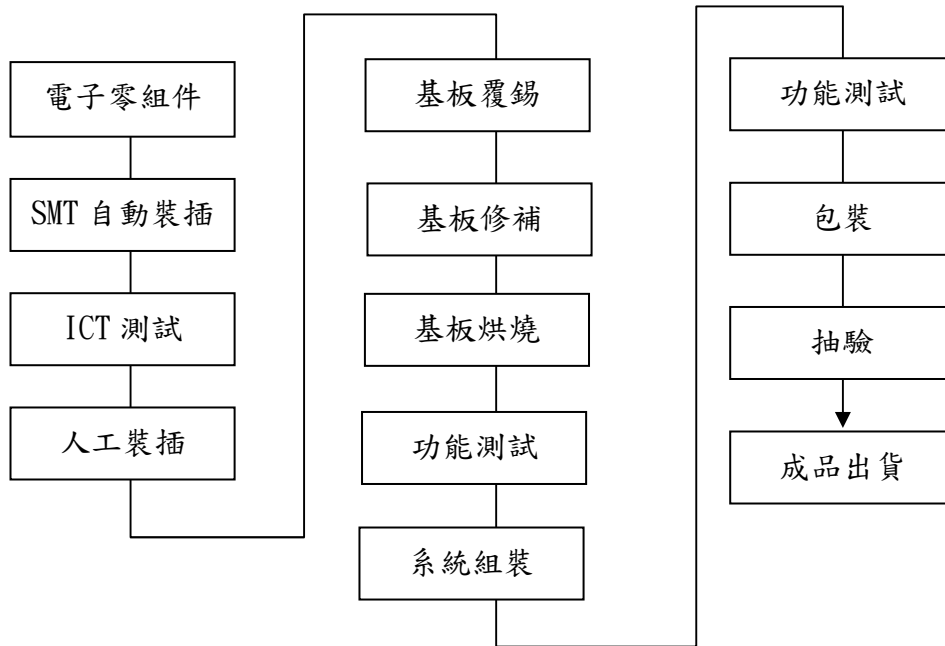 電子零組件
SMT 自動裝插
ICT 測試
人工裝插
基板覆錫
基板修補
基板烘燒
功能測試
系統組裝
功能測試
包裝
抽驗
成品出貨